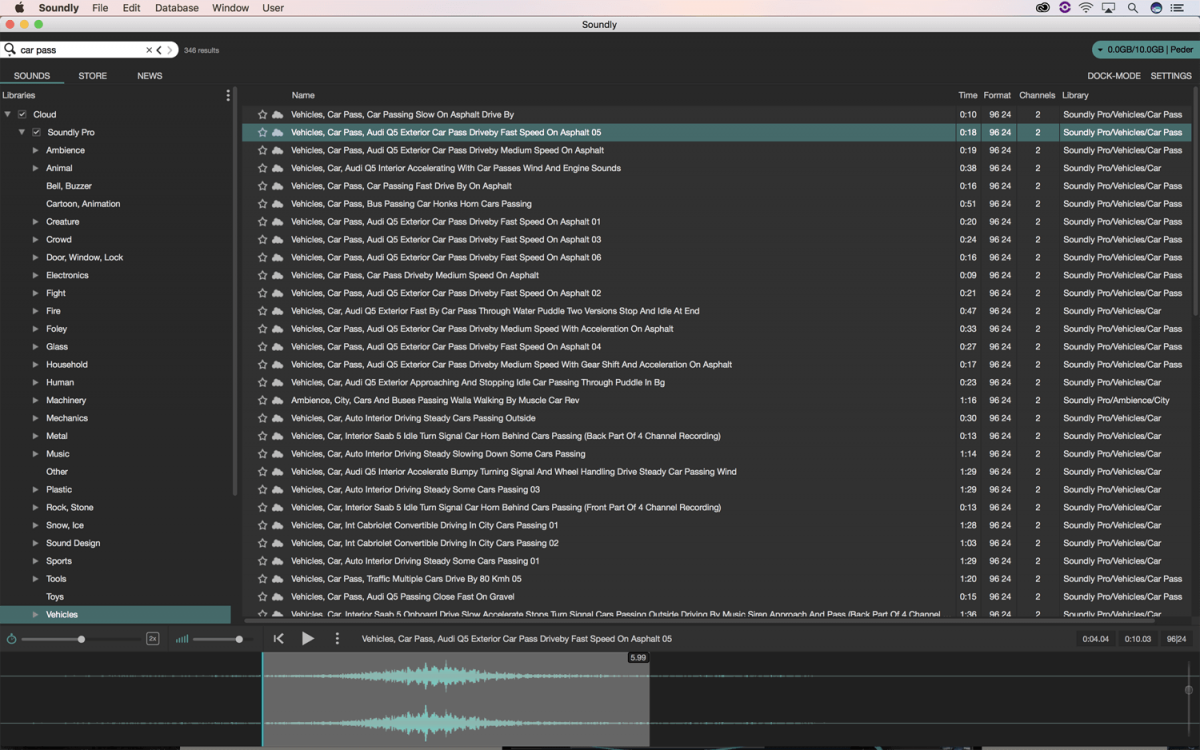 Soundly File Edit Database Window User
Soundly
car pass 346 results
0.0GB/10.0GB | Peder
SOUNDS STORE NEWS
DOCK-MODE SETTINGS
Libraries
Cloud
Soundly Pro
Ambience
Animal
Bell, Buzzer
Cartoon, Animation
Creature
Crowd
Door, Window, Lock
Electronics
Fight
Fire
Foley
Glass
Household
Human
Machinery
Mechanics
Metal
Music
Other
Plastic
Rock, Stone
Snow, Ice
Sound Design
Sports
Tools
Toys
Vehicles
Name Time Format Channels Library
Vehicles, Car Pass, Car Passing Slow On Asphalt Drive By 0:10 96 24 2 Soundly Pro/Vehicles/Car Pass
Vehicles, Car Pass, Audi Q5 Exterior Car Pass Driveby Fast Speed On Asphalt 05 0:18 96 24 2 Soundly Pro/Vehicles/Car Pass
Vehicles, Car Pass, Audi Q5 Exterior Car Pass Driveby Medium Speed On Asphalt 0:19 96 24 2 Soundly Pro/Vehicles/Car Pass
Vehicles, Car, Audi Q5 Interior Accelerating With Car Passes Wind And Engine Sounds 0:38 96 24 2 Soundly Pro/Vehicles/Car
Vehicles, Car Pass, Car Passing Fast Drive By On Asphalt 0:16 96 24 2 Soundly Pro/Vehicles/Car Pass
Vehicles, Car Pass, Bus Passing Car Honks Horn Cars Passing 0:51 96 24 2 Soundly Pro/Vehicles/Car Pass
Vehicles, Car Pass, Audi Q5 Exterior Car Pass Driveby Fast Speed On Asphalt 01 0:20 96 24 2 Soundly Pro/Vehicles/Car Pass
Vehicles, Car Pass, Audi Q5 Exterior Car Pass Driveby Fast Speed On Asphalt 03 0:24 96 24 2 Soundly Pro/Vehicles/Car Pass
Vehicles, Car Pass, Audi Q5 Exterior Car Pass Driveby Fast Speed On Asphalt 06 0:16 96 24 2 Soundly Pro/Vehicles/Car Pass
Vehicles, Car Pass, Car Pass Driveby Medium Speed On Asphalt 0:09 96 24 2 Soundly Pro/Vehicles/Car Pass
Vehicles, Car Pass, Audi Q5 Exterior Car Pass Driveby Fast Speed On Asphalt 02 0:21 96 24 2 Soundly Pro/Vehicles/Car Pass
Vehicles, Car, Audi Q5 Exterior Fast By Car Pass Through Water Puddle Two Versions Stop And Idle At End 0:47 96 24 2 Soundly Pro/Vehicles/Car
Vehicles, Car Pass, Audi Q5 Exterior Car Pass Driveby Medium Speed With Acceleration On Asphalt 0:33 96 24 2 Soundly Pro/Vehicles/Car Pass
Vehicles, Car Pass, Audi Q5 Exterior Car Pass Driveby Fast Speed On Asphalt 04 0:27 96 24 2 Soundly Pro/Vehicles/Car Pass
Vehicles, Car Pass, Audi Q5 Exterior Car Pass Driveby Medium Speed With Gear Shift And Acceleration On Asphalt 0:17 96 24 2 Soundly Pro/Vehicles/Car Pass
Vehicles, Car, Audi Q5 Exterior Approaching And Stopping Idle Car Passing Through Puddle In Bg 0:23 96 24 2 Soundly Pro/Vehicles/Car
Ambience, City, Cars And Buses Passing Walla Walking By Muscle Car Rev 1:16 96 24 2 Soundly Pro/Ambience/City
Vehicles, Car, Auto Interior Driving Steady Cars Passing Outside 0:30 96 24 2 Soundly Pro/Vehicles/Car
Vehicles, Car, Interior Saab 5 Idle Turn Signal Car Horn Behind Cars Passing (Back Part Of 4 Channel Recording) 0:13 96 24 2 Soundly Pro/Vehicles/Car
Vehicles, Car, Auto Interior Driving Steady Slowing Down Some Cars Passing 1:14 96 24 2 Soundly Pro/Vehicles/Car
Vehicles, Car, Audi Q5 Interior Accelerate Bumpy Turning Signal And Wheel Handling Drive Steady Car Passing Wind 1:29 96 24 2 Soundly Pro/Vehicles/Car
Vehicles, Car, Auto Interior Driving Steady Some Cars Passing 03 1:29 96 24 2 Soundly Pro/Vehicles/Car
Vehicles, Car, Interior Saab 5 Idle Turn Signal Car Horn Behind Cars Passing (Front Part Of 4 Channel Recording) 0:13 96 24 2 Soundly Pro/Vehicles/Car
Vehicles, Car, Int Cabriolet Convertible Driving In City Cars Passing 01 1:28 96 24 2 Soundly Pro/Vehicles/Car
Vehicles, Car, Int Cabriolet Convertible Driving In City Cars Passing 02 1:03 96 24 2 Soundly Pro/Vehicles/Car
Vehicles, Car, Auto Interior Driving Steady Some Cars Passing 01 1:29 96 24 2 Soundly Pro/Vehicles/Car
Vehicles, Car Pass, Traffic Multiple Cars Drive By 80 Kmh 05 1:20 96 24 2 Soundly Pro/Vehicles/Car Pass
Vehicles, Car Pass, Audi Q5 Passing Close Fast On Gravel 0:15 96 24 2 Soundly Pro/Vehicles/Car Pass
Vehicles, Car, Interior Saab 5 Onboard Drive Slow Accelerate Stops Turn Signal Cars Passing Outside Driving By Music Siren Approach And Pass (Back Part Of 4 Channel 1:36 96 24 2 Soundly Pro/Vehicles/Car
2x Vehicles, Car Pass, Audi Q5 Exterior Car Pass Driveby Fast Speed On Asphalt 05 0:04.04 0:10.03 96|24
5.99